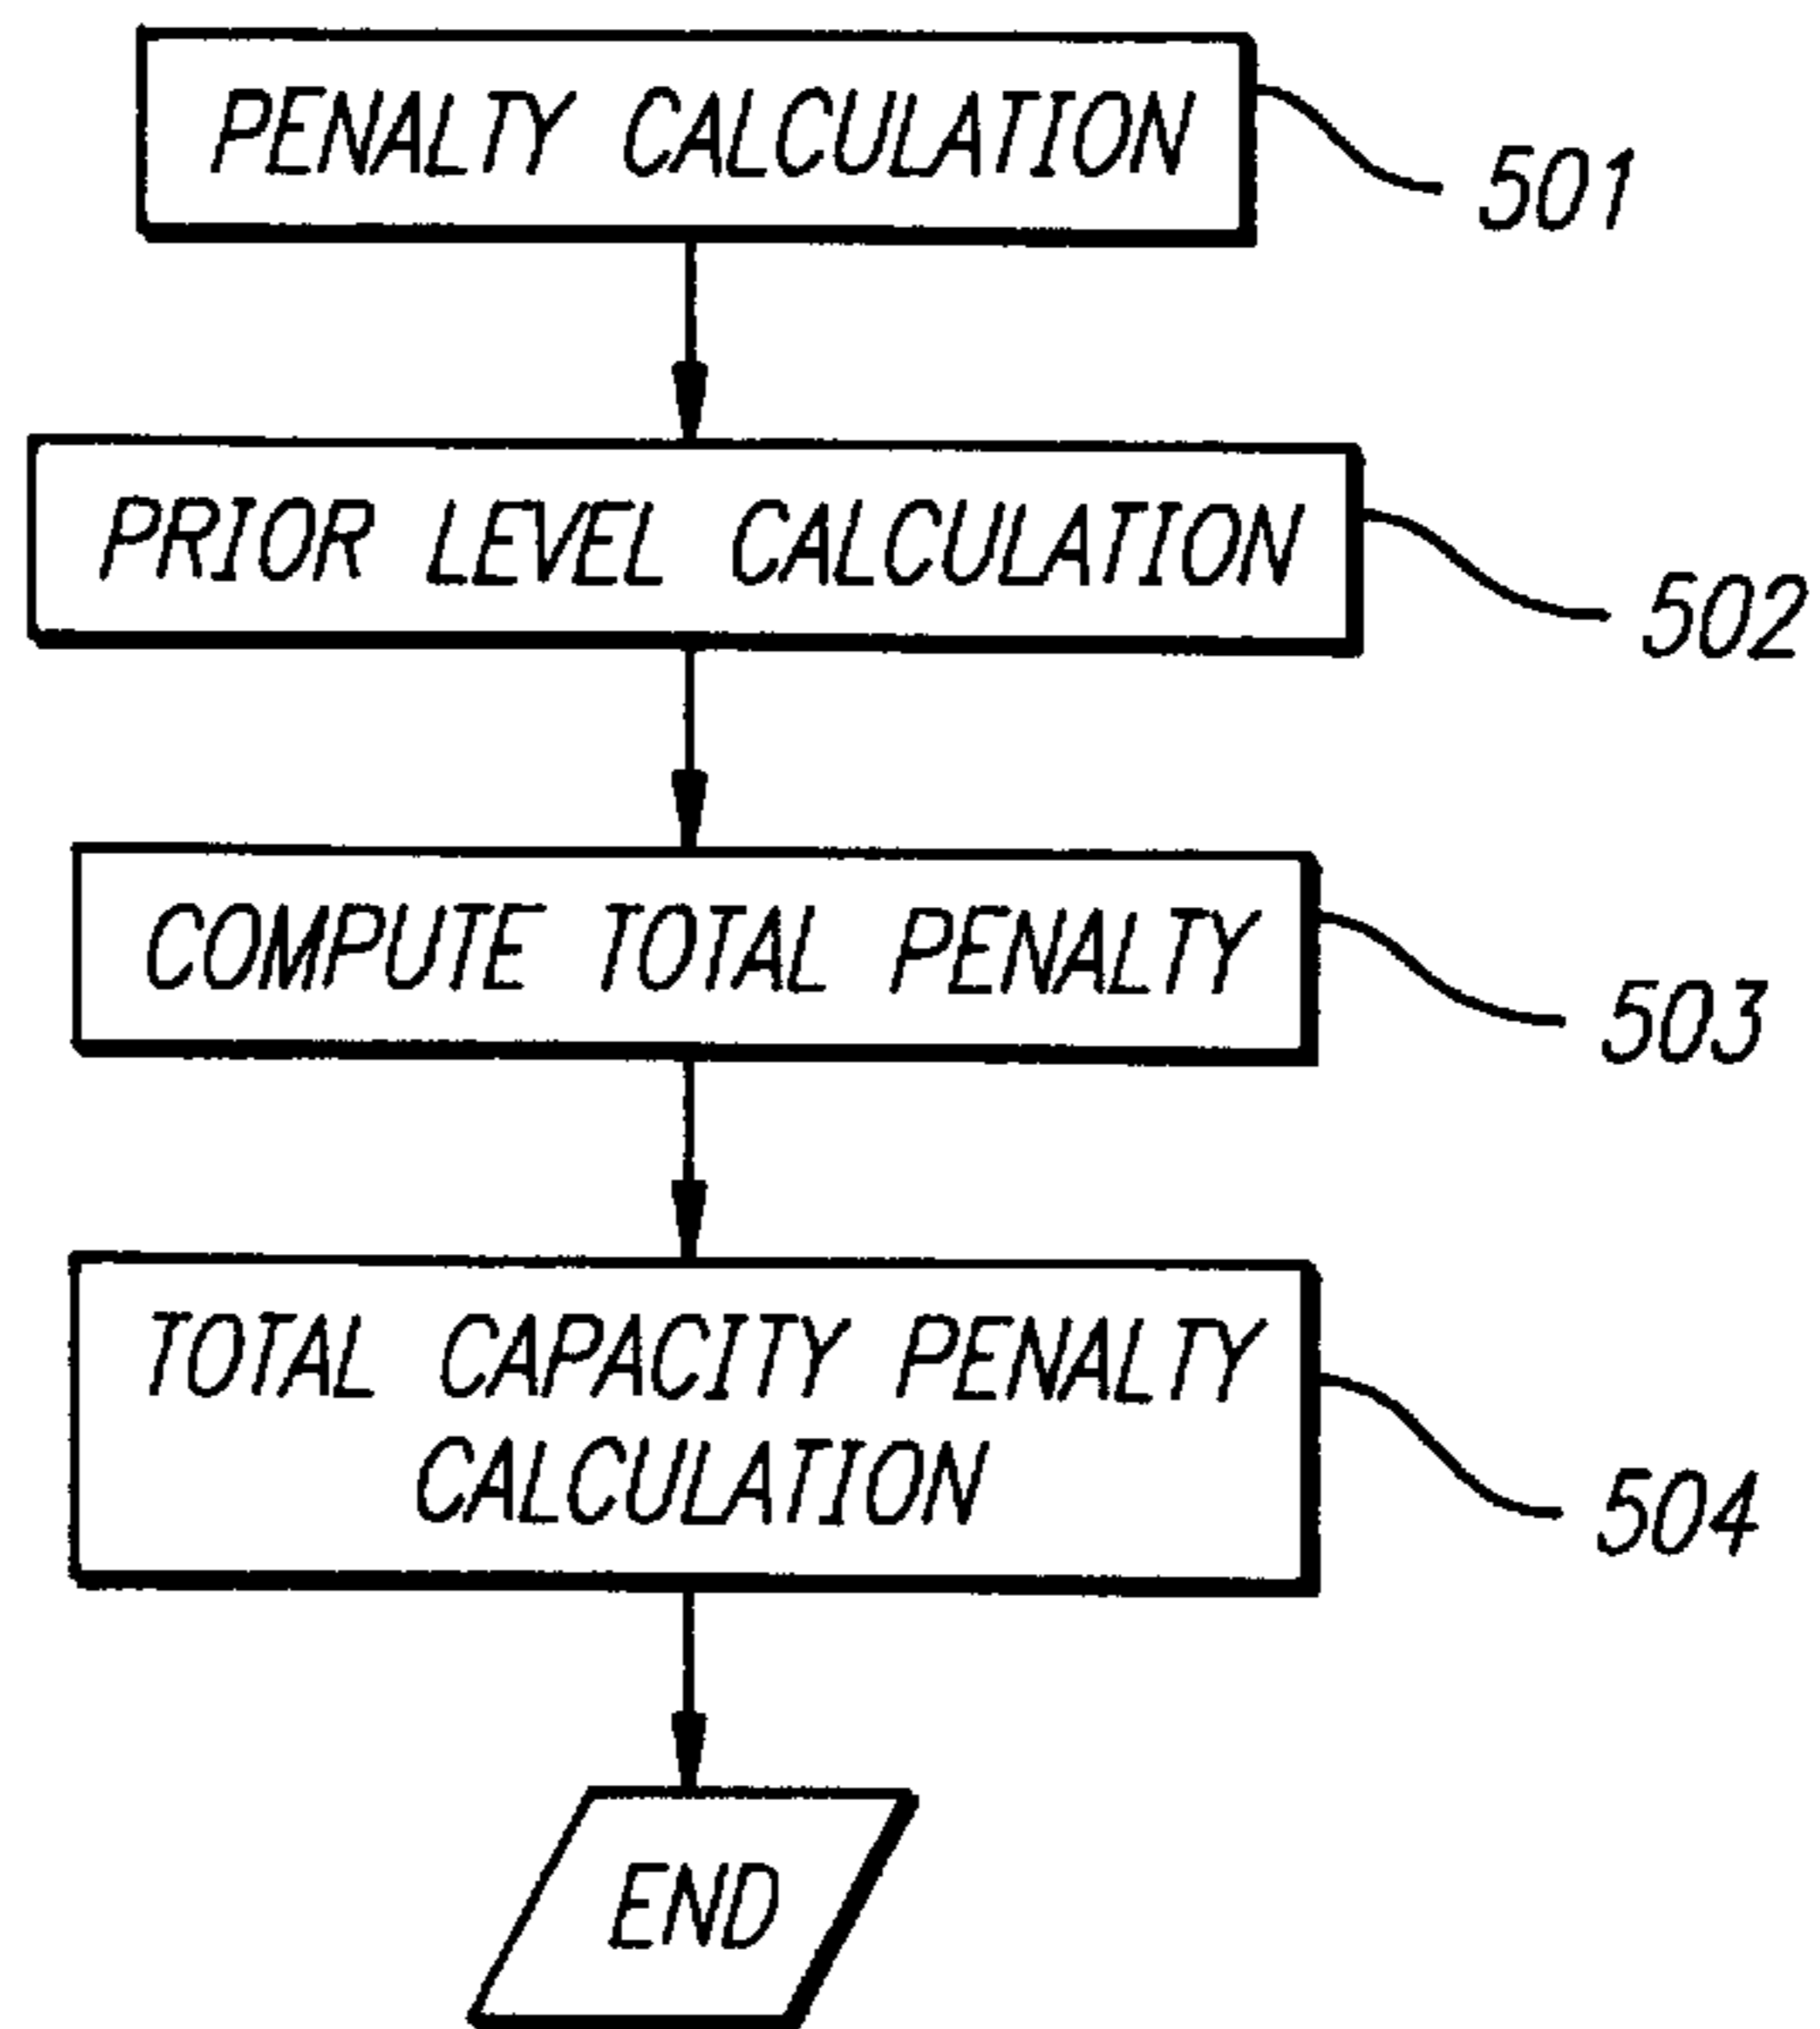 PENALTY CALCULATION
501
PRIOR LEVEL CALCULATION
502
COMPUTE TOTAL PENALTY
503
TOTAL CAPACITY PENALTY
CALCULATION
504
END